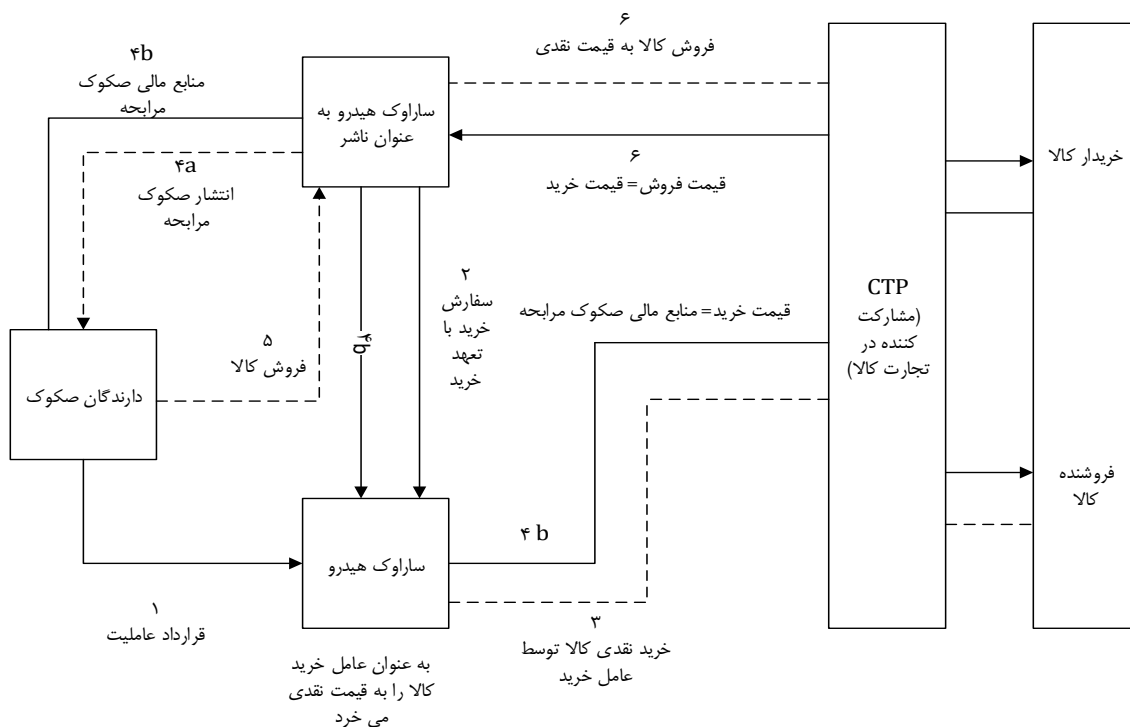 ۶
فروش کالا به قیمت نقدی
۴b
منابع مالی صکوک
مرابحه
ساراوک هیدرو به
عنوان ناشر
۴a
انتشار صکوک
مرابحه
۶
قیمت فروش=قیمت خرید
خریدار کالا
۲
سفارش
خرید با
تعهد
خرید
CTP
(مشارکت
کننده در
تجارت کالا)
قیمت خرید=منابع مالی صکوک مرابحه
۴b
۵
فروش کالا
دارندگان صکوک
فروشنده
کالا
۴ b
ساراوک هیدرو
۱
قرارداد عاملیت
۳
خرید نقدی کالا توسط
عامل خرید
به عنوان عامل خرید
کالا را به قیمت نقدی
می خرد